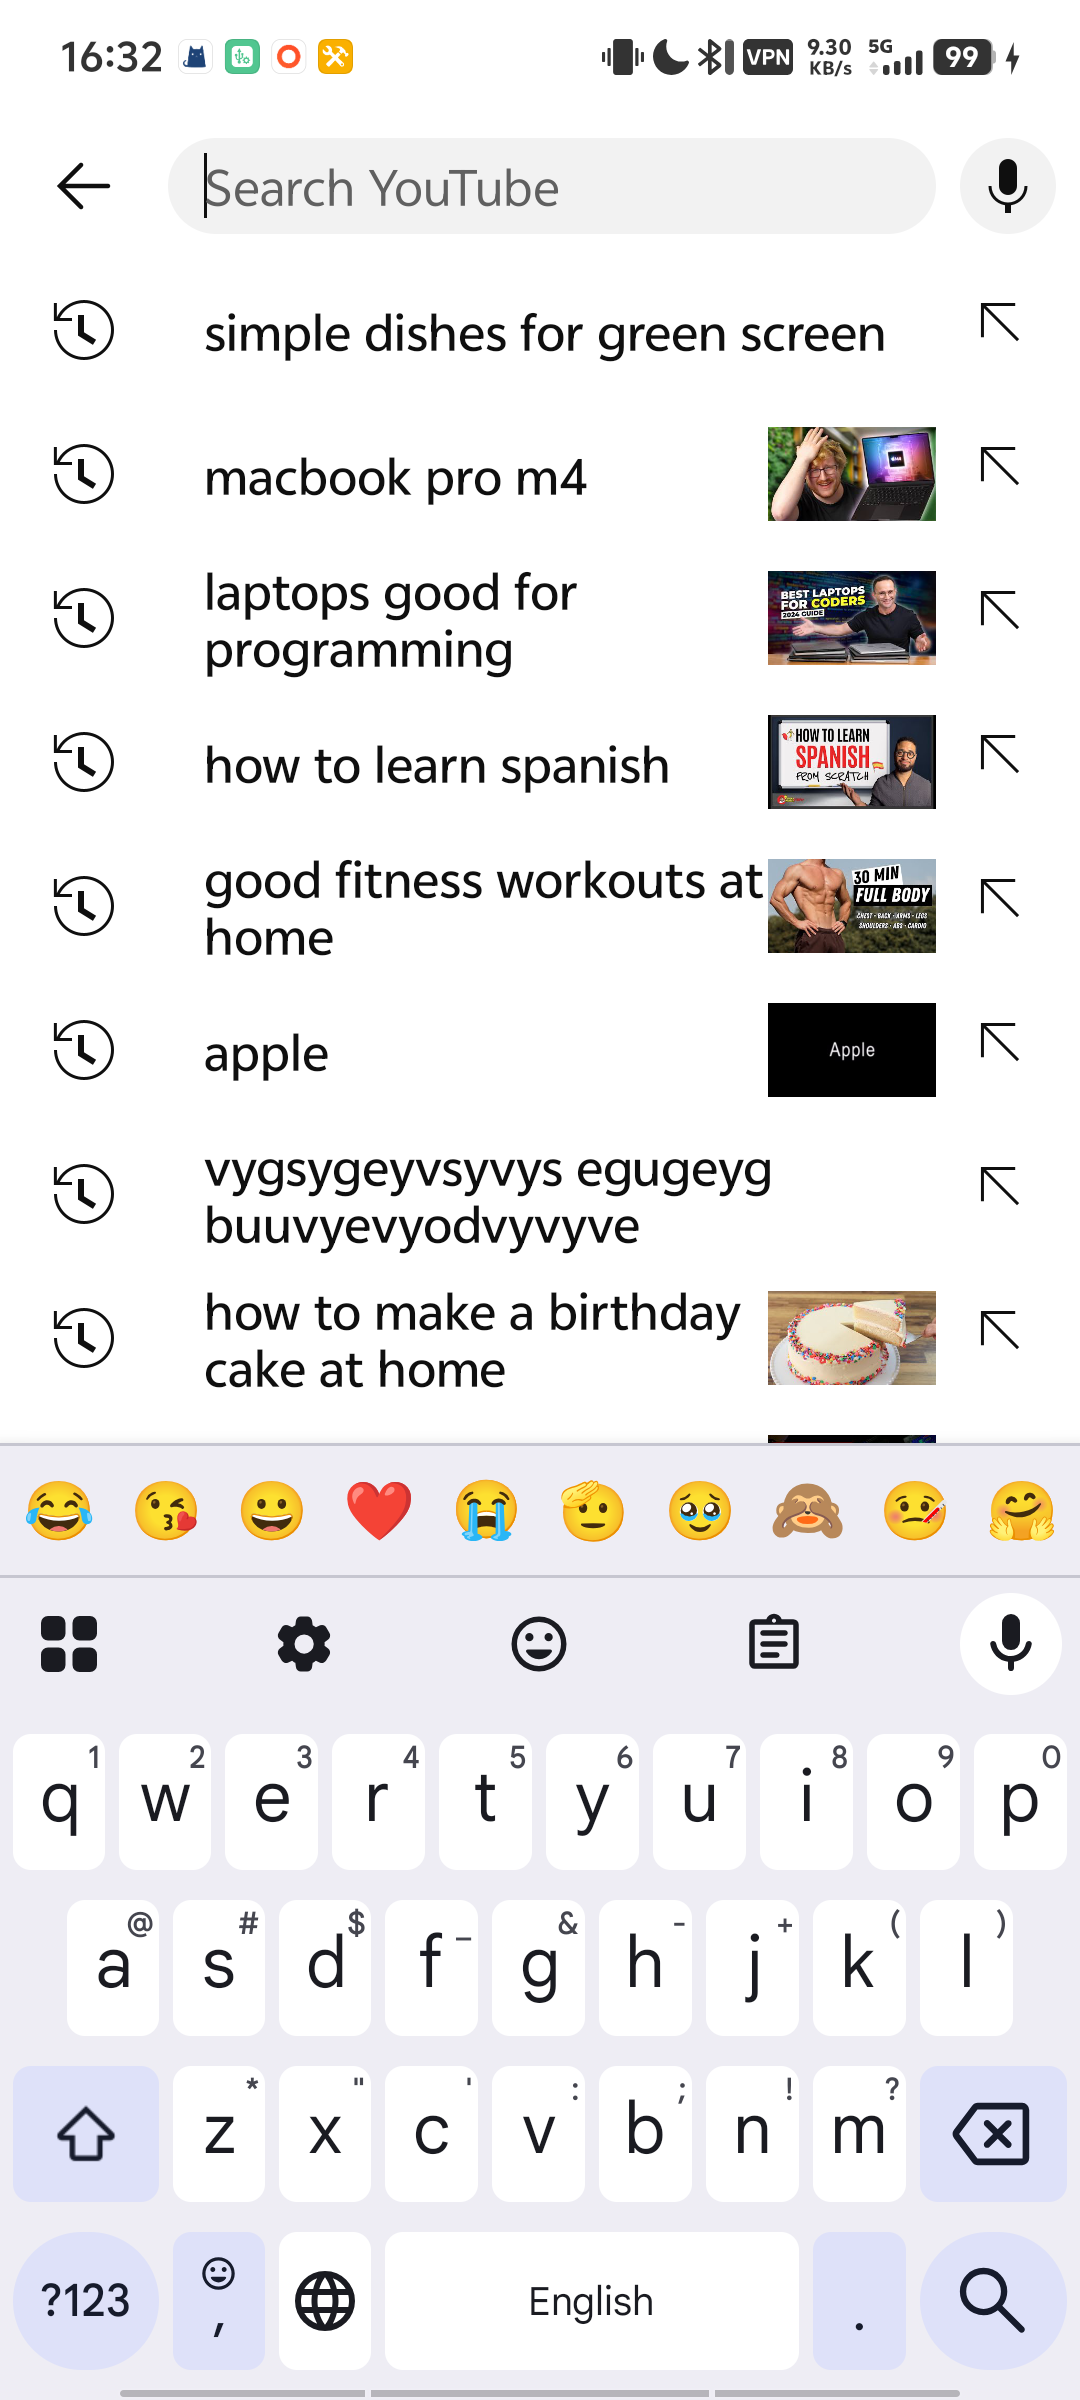 16:32
VPN
9.30
KB/s
5G
99
Search YouTube
simple dishes for green screen
macbook pro m4
laptops good for
programming
BEST LAPTOPS
FOR CODERS
2024 GUIDE
how to learn spanish
HOW TO LEARN
SPANISH
FROM SCRATCH
good fitness workouts at
home
30 MIN
FULL BODY
CHEST - BACK - ARMS - LEGS
SHOULDERS - ABS - CARDIO
apple
Apple
vygsygeyvsyvys egugeyg
buuvyevyodvyvyve
how to make a birthday
cake at home
1 2 3 4 5 6 7 8 9 0
q w e r t y u i o p
@ # $ _ & - + ( )
a s d f g h j k l
* " ' : ; ! ?
z x c v b n m
?123 , English .